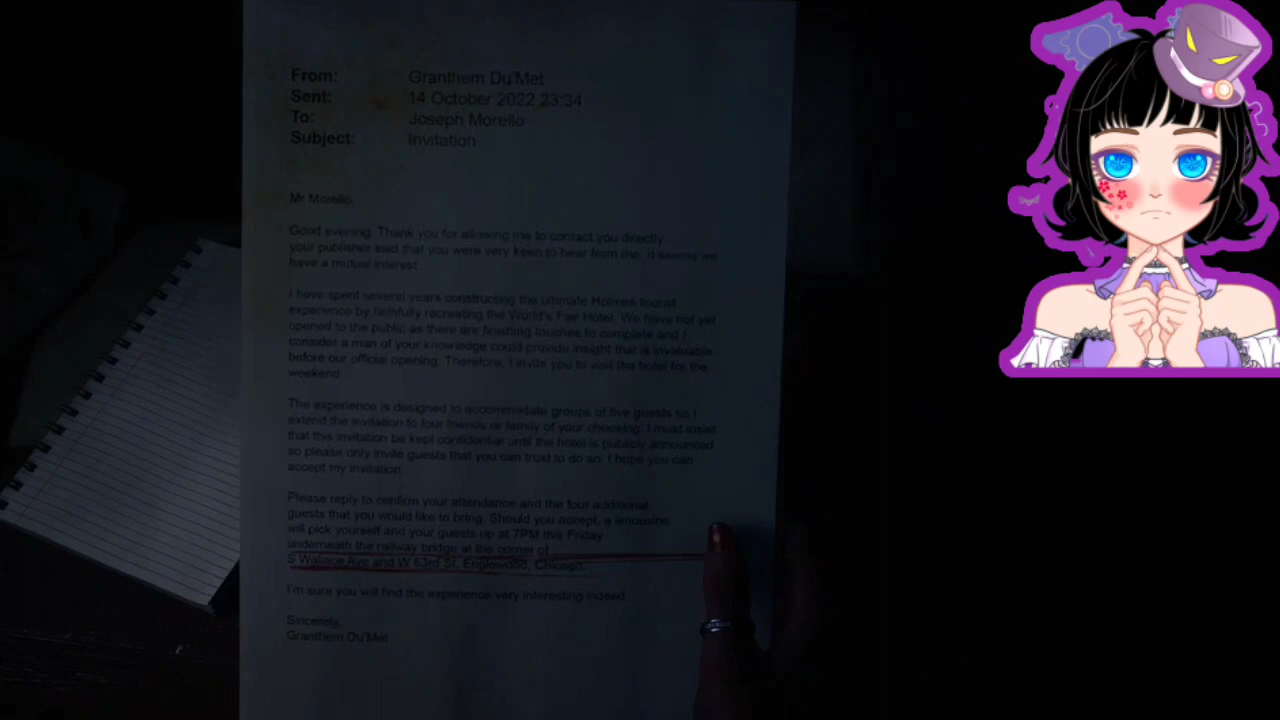 From: Granthem Du'Met
Sent: 14 October 2022 23:34
To: Joseph Morello
Subject: Invitation
Mr Morello,
Good evening. Thank you for allowing me to contact you directly
your publisher said that you were very keen to hear from me. It seems we
have a mutual interest!
I have spent several years constructing the ultimate Holmes tourist
experience by faithfully recreating the World's Fair Hotel. We have not yet
opened to the public as there are finishing touches to complete and I
consider a man of your knowledge could provide insight that is invaluable
before our official opening. Therefore, I invite you to visit the hotel for the
weekend.
The experience is designed to accommodate groups of five guests so I
extend the invitation to four friends or family of your choosing. I must insist
that this invitation be kept confidential until the hotel is publicly announced
so please only invite guests that you can trust to do so. I hope you can
accept my invitation.
Please reply to confirm your attendance and the four additional
guests that you would like to bring. Should you accept, a limousine
will pick yourself and your guests up at 7PM this Friday
underneath the railway bridge at the corner of
S Wallace Ave and W 63rd St, Englewood, Chicago.
I'm sure you will find the experience very interesting indeed.
Sincerely,
Granthem Du'Met